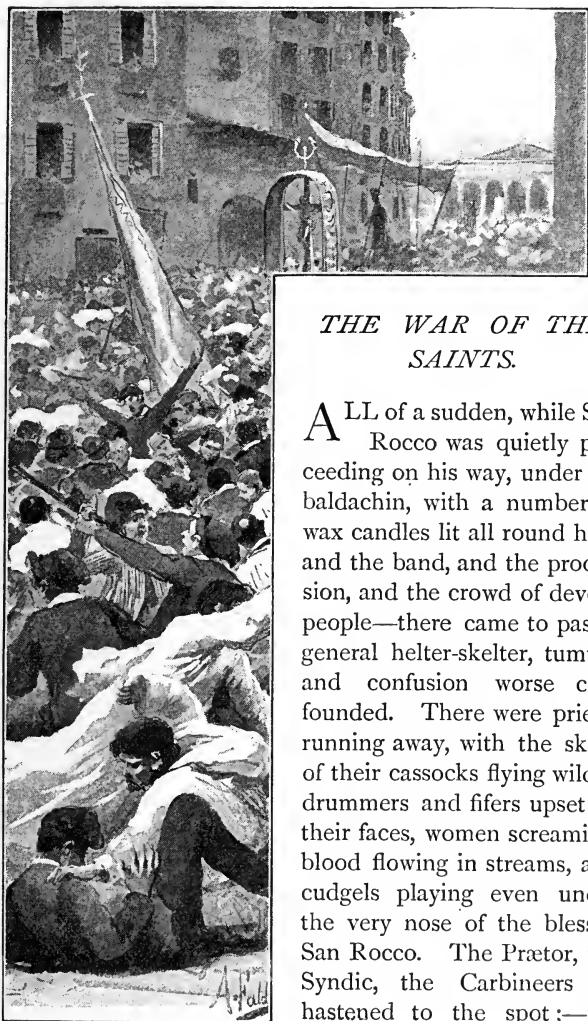 THE WAR OF TH
SAINTS.
ALL of a sudden, while S
Rocco was quietly p
ceeding on his way, under
baldachin, with a number
wax candles lit all round h
and the band, and the proc
sion, and the crowd of devo
people—there came to pas
general helter-skelter, tum
and confusion worse c
founded. There were prie
running away, with the sk
of their cassocks flying wild
drummers and fifers upset
their faces, women screami
blood flowing in streams, a
cudgels playing even un
the very nose of the bless
San Rocco. The Prætor,
Syndic, the Carbineers
hastened to the spot:—
A. Fald